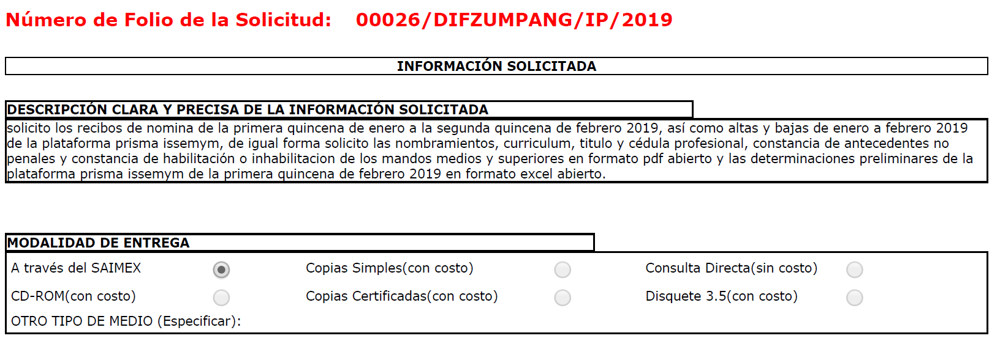 Número de Folio de la Solicitud: 00026/DIFZUMPANG/IP/2019
INFORMACIÓN SOLICITADA
DESCRIPCIÓN CLARA Y PRECISA DE LA INFORMACIÓN SOLICITADA
solicito los recibos de nomina de la primera quincena de enero a la segunda quincena de febrero 2019, así como altas y bajas de enero a febrero 2019
de la plataforma prisma issemym, de igual forma solicito las nombramientos, curriculum, titulo y cédula profesional, constancia de antecedentes no
penales y constancia de habilitación o inhabilitacion de los mandos medios y superiores en formato pdf abierto y las determinaciones preliminares de la
plataforma prisma issemym de la primera quincena de febrero 2019 en formato excel abierto.
MODALIDAD DE ENTREGA
A través del SAIMEX Copias Simples(con costo) Consulta Directa(sin costo)
CD-ROM(con costo) Copias Certificadas(con costo) Disquete 3.5(con costo)
OTRO TIPO DE MEDIO (Especificar):